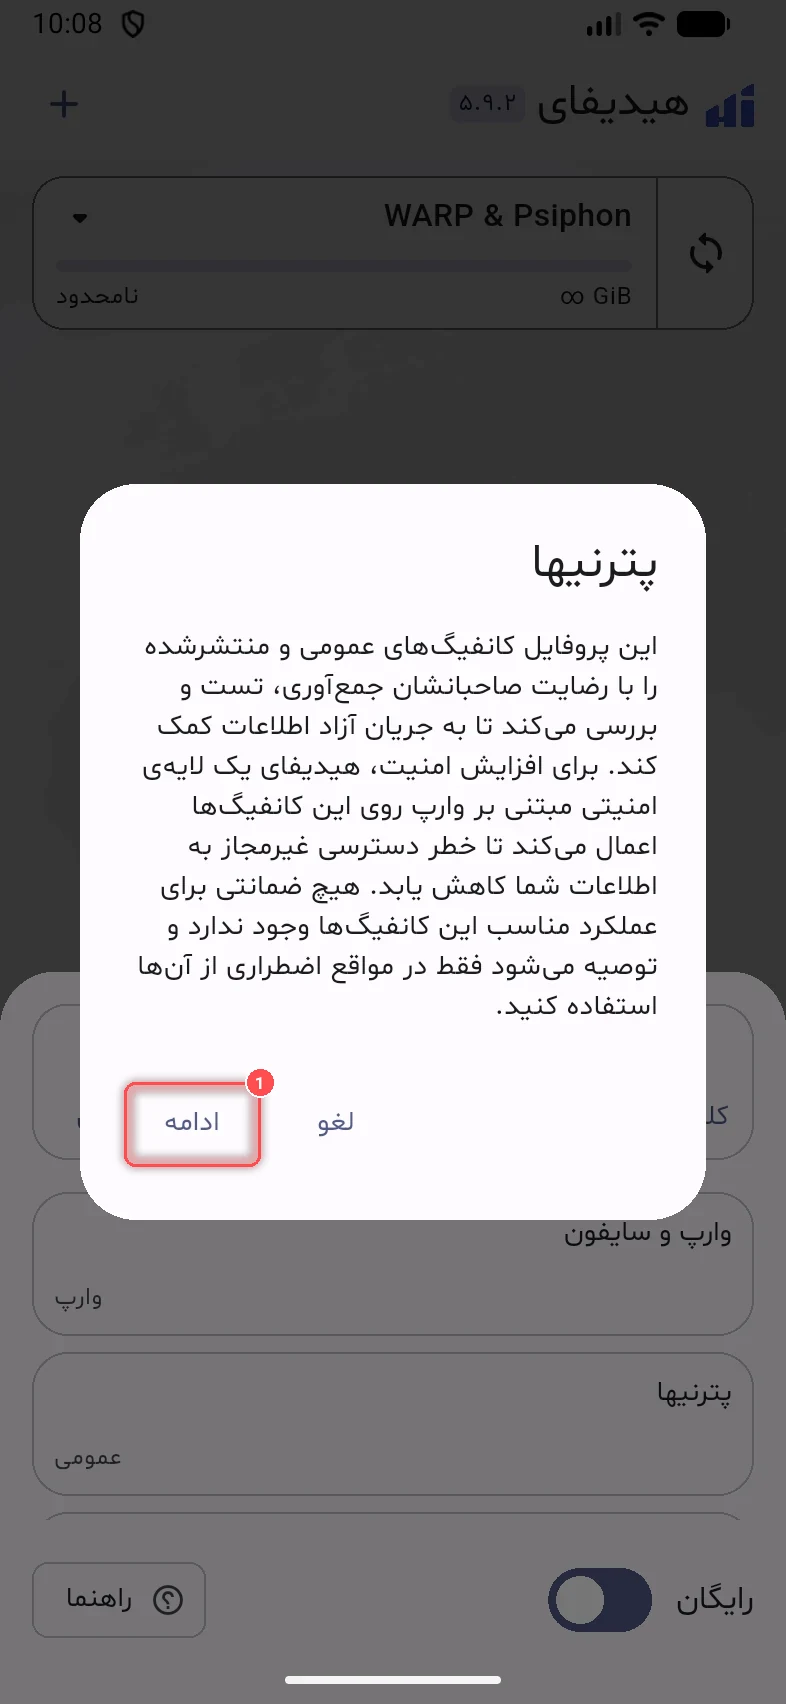 10:08
هیدیفای ۵.۹.۲
WARP & Psiphon
∞ GiB
نامحدود
پترنیها
این پروفایل کانفیگ‌های عمومی و منتشرشده
را با رضایت صاحبانشان جمع‌آوری، تست و
بررسی می‌کند تا به جریان آزاد اطلاعات کمک
کند. برای افزایش امنیت، هیدیفای یک لایه‌ی
امنیتی مبتنی بر وارپ روی این کانفیگ‌ها
اعمال می‌کند تا خطر دسترسی غیرمجاز به
اطلاعات شما کاهش یابد. هیچ ضمانتی برای
عملکرد مناسب این کانفیگ‌ها وجود ندارد و
توصیه می‌شود فقط در مواقع اضطراری از آن‌ها
استفاده کنید.
لغو
ادامه
1
وارپ و سایفون
وارپ
پترنیها
عمومی
رایگان
راهنما